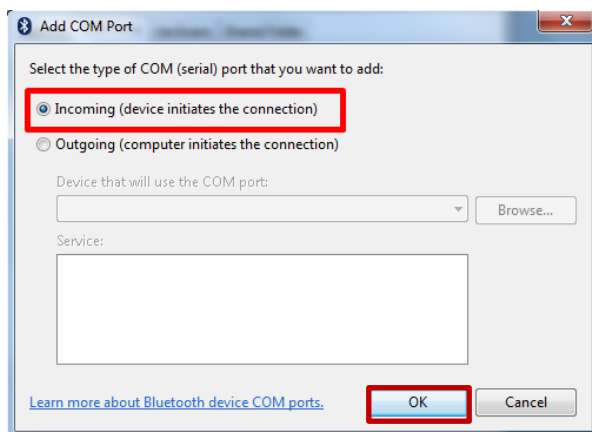 Add COM Port
Select the type of COM (serial) port that you want to add:
Incoming (device initiates the connection)
Outgoing (computer initiates the connection)
Device that will use the COM port:
Browse...
Service:
Learn more about Bluetooth device COM ports.
OK
Cancel